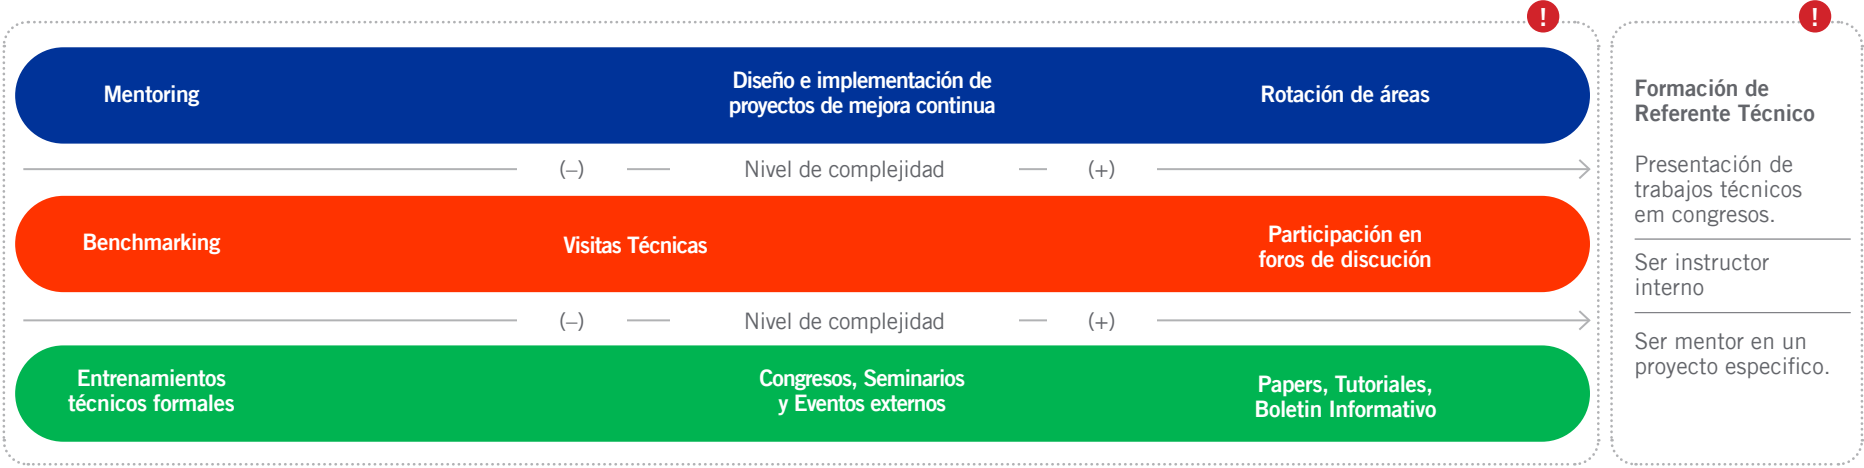 !
!
Mentoring
Diseño e implementación de
proyectos de mejora continua
Rotación de áreas
(–)
Nivel de complejidad
(+)
Benchmarking
Visitas Técnicas
Participación en
foros de discución
(–)
Nivel de complejidad
(+)
Entrenamientos
técnicos formales
Congresos, Seminarios
y Eventos externos
Papers, Tutoriales,
Boletin Informativo
Formación de
Referente Técnico
Presentación de
trabajos técnicos
em congresos.
Ser instructor
interno
Ser mentor en un
proyecto especifico.